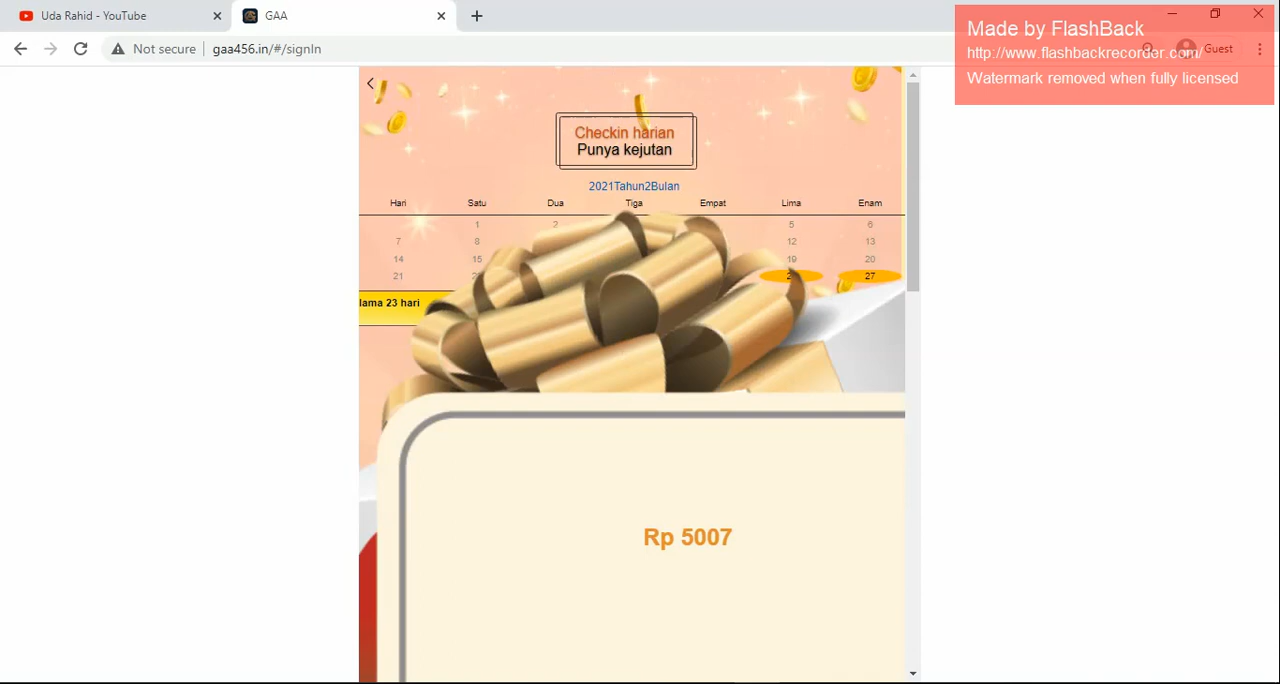 Uda Rahid - YouTube
GAA
Not secure
gaa456.in/#/signIn
Guest
Made by FlashBack
http://www.flashbackrecorder.com/
Watermark removed when fully licensed
Checkin harian
Punya kejutan
2021Tahun2Bulan
Hari Satu Dua Tiga Empat Lima Enam
1 2 5 6
7 8 12 13
14 15 19 20
21 27
lama 23 hari
Rp 5007